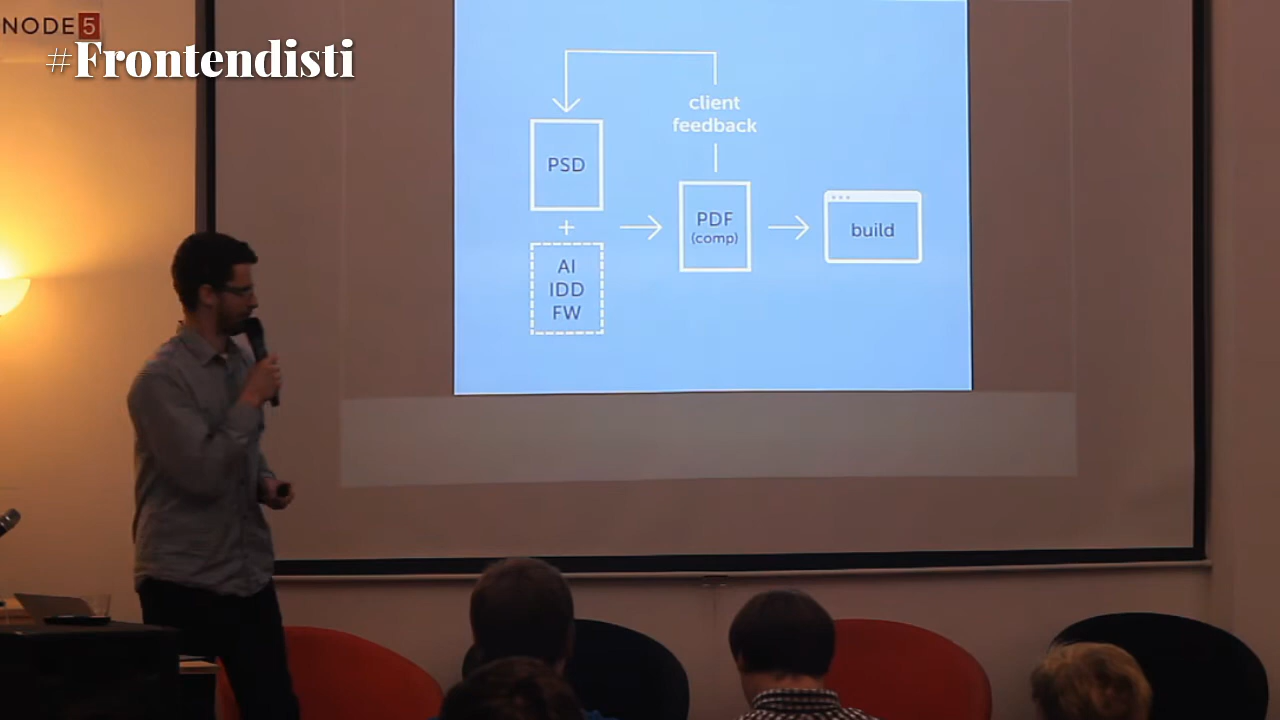 NODE5
#Frontendisti
client
feedback
PSD
+
AI
IDD
FW
PDF
(comp)
build